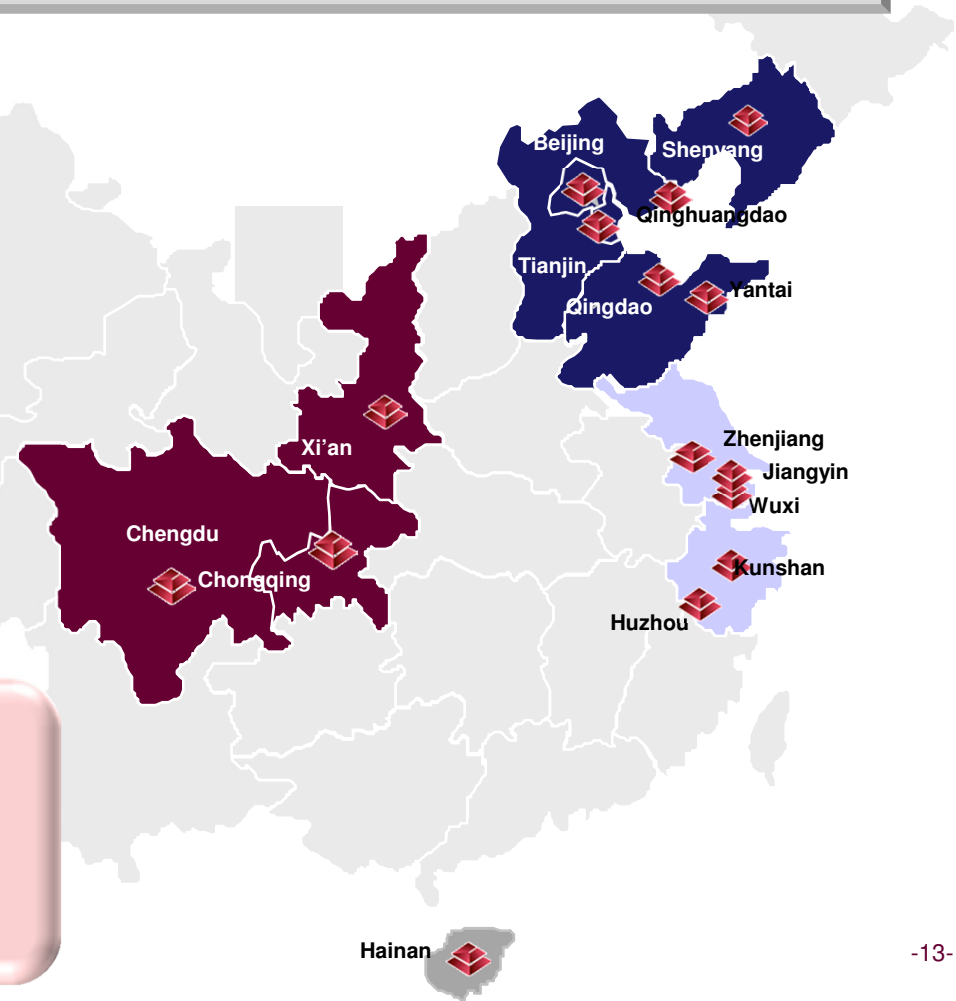 Beijing
Shenyang
Qinghuangdao
Tianjin
Yantai
Qingdao
Zhenjiang
Xi’an
Jiangyin
Wuxi
Chengdu
Kunshan
Chongqing
Huzhou
Hainan
-13-